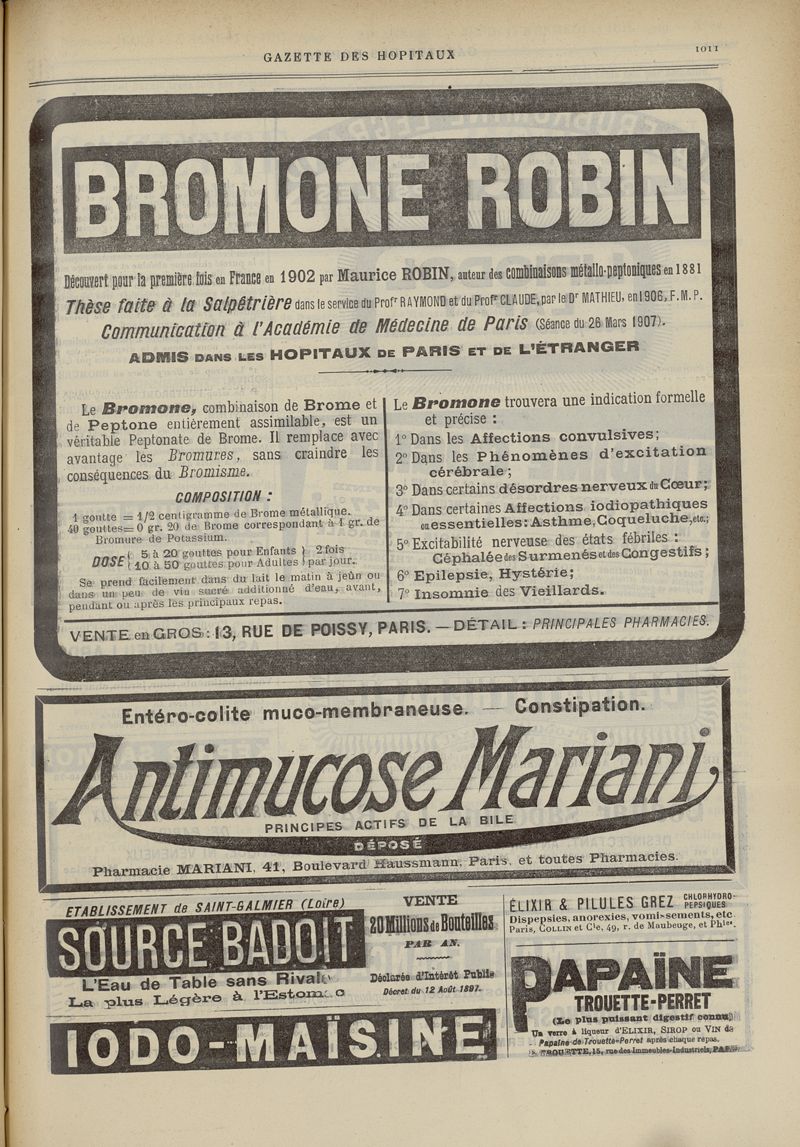 GAZETTE DES HOPITAUX
1011
BROMONE ROBIN
Découvert pour la première fois en France en 1902 par Maurice ROBIN, auteur des combinaisons métallo-peptoniques en 1881
Thèse faite à la Salpêtrière dans le service du Profr RAYMOND et du Profr CLAUDE, par le Dr MATHIEU, en 1906, F. M. P.
Communication à l'Académie de Médecine de Paris (Séance du 26 Mars 1907).
ADMIS DANS LES HOPITAUX DE PARIS ET DE L'ÉTRANGER
Le Bromone, combinaison de Brome et
de Peptone entièrement assimilable, est un
véritable Peptonate de Brome. Il remplace avec
avantage les Bromures, sans craindre les
conséquences du Bromisme.
COMPOSITION :
1 goutte = 1/2 centigramme de Brome métallique.
40 gouttes = 0 gr. 20 de Brome correspondant à 1 gr. de
Bromure de Potassium.
DOSE { 5 à 20 gouttes pour Enfants } 2 fois
{ 10 à 50 gouttes pour Adultes } par jour.
Se prend facilement dans du lait le matin à jeûn ou
dans un peu de vin sucré additionné d'eau, avant,
pendant ou après les principaux repas.
Le Bromone trouvera une indication formelle
et précise :
1° Dans les Affections convulsives;
2° Dans les Phénomènes d'excitation
cérébrale;
3° Dans certains désordres nerveux du Cœur;
4° Dans certaines Affections iodiopathiques
ou essentielles: Asthme, Coqueluche, etc.;
5° Excitabilité nerveuse des états fébriles :
Céphalée des Surmenés et des Congestifs;
6° Epilepsie, Hystérie;
7° Insomnie des Vieillards.
VENTE en GROS : 13, RUE DE POISSY, PARIS. — DÉTAIL : PRINCIPALES PHARMACIES.
Entéro-colite muco-membraneuse. — Constipation.
Antimucose Mariani
PRINCIPES ACTIFS DE LA BILE
DÉPOSÉ
Pharmacie MARIANI, 41, Boulevard Haussmann, Paris, et toutes Pharmacies.
ETABLISSEMENT de SAINT-GALMIER (Loire)
SOURCE BADOIT
L'Eau de Table sans Rivale
La plus Légère à l'Estomac
VENTE
20 Millions de Bouteilles
PAR AN.
Déclarée d'Intérêt Public
Décret du 12 Août 1897.
IODO-MAÏSINE
ÉLIXIR & PILULES GREZ CHLORHYDRO-
PEPSIQUES
Dispepsies, anorexies, vomissements, etc
Paris, COLLIN et Cie, 49, r. de Maubeuge, et Phies.
PAPAÏNE
TROUETTE-PERRET
(Le plus puissant digestif connu)
Un verre à liqueur d'ELIXIR, SIROP ou VIN de
Papaïne de Trouette-Perret après chaque repas.
TROUETTE, 15, rue des Immeubles-Industriels, PARIS